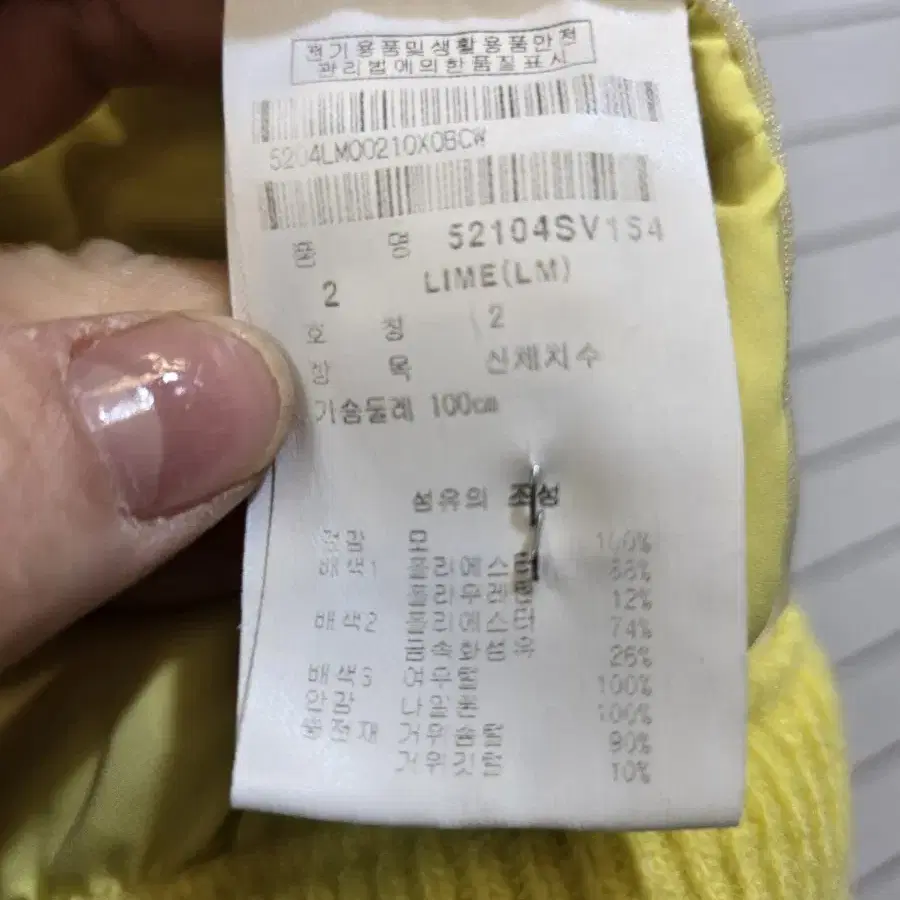 전기용품및생활용품안전
관리법에의한품질표시
5204LM00210X0BCW
품 명 52104SV1S4
2 LIME(LM)
호 칭 2
항 목 신체치수
가슴둘레 100cm
섬유의 조성
겉감 모 100%
배색1 폴리에스터 88%
폴리우레탄 12%
배색2 폴리에스터 74%
금속화섬유 26%
배색3 여우털 100%
안감 나일론 100%
충전재 거위솜털 90%
거위깃털 10%